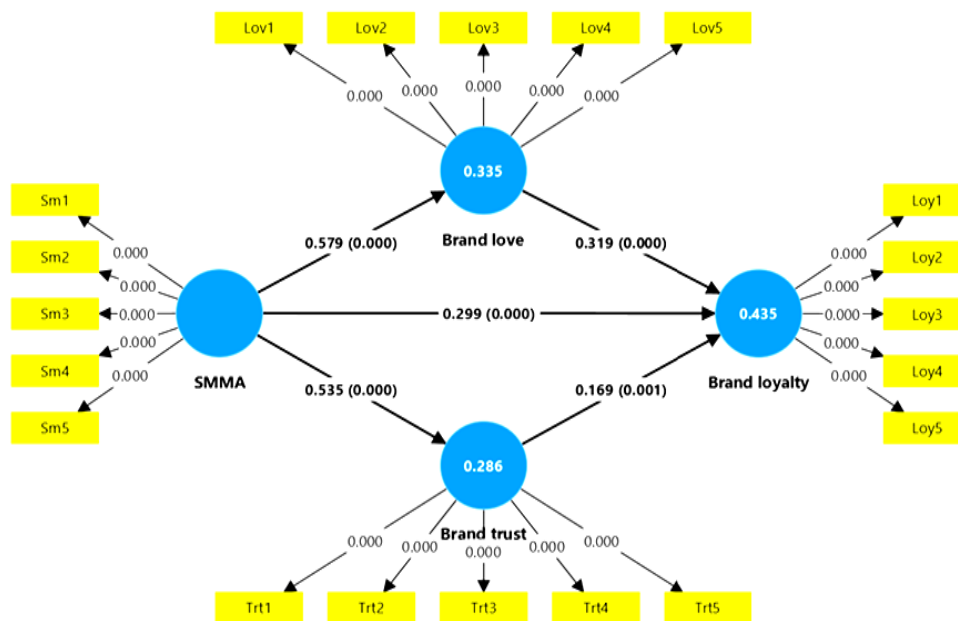 Lov1 Lov2 Lov3 Lov4 Lov5
0.000 0.000 0.000 0.000 0.000
0.335
Brand love
Sm1
Sm2
Sm3
Sm4
Sm5
0.000
0.000
0.000
0.000
0.000
SMMA
0.579 (0.000)
0.319 (0.000)
0.299 (0.000)
0.535 (0.000)
0.169 (0.001)
0.435
Brand loyalty
0.000
0.000
0.000
0.000
0.000
Loy1
Loy2
Loy3
Loy4
Loy5
0.286
Brand trust
0.000 0.000 0.000 0.000 0.000
Trt1 Trt2 Trt3 Trt4 Trt5